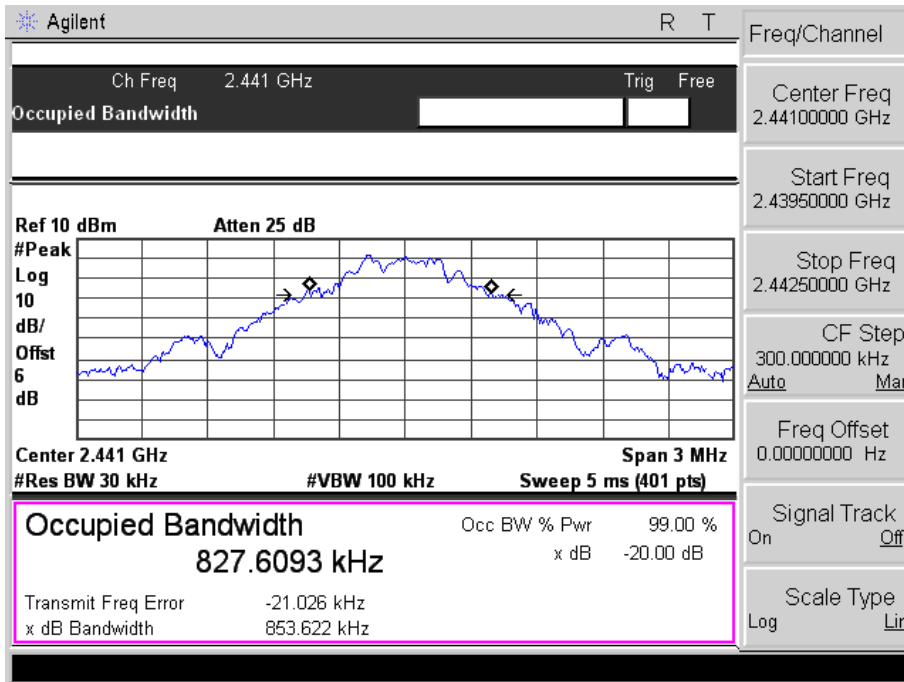 Agilent R T
Ch Freq 2.441 GHz Trig Free
Occupied Bandwidth
Ref 10 dBm Atten 25 dB
#Peak
Log
10
dB/
Offst
6
dB
Center 2.441 GHz Span 3 MHz
#Res BW 30 kHz #VBW 100 kHz Sweep 5 ms (401 pts)
Occupied Bandwidth
827.6093 kHz
Occ BW % Pwr 99.00 %
x dB -20.00 dB
Transmit Freq Error -21.026 kHz
x dB Bandwidth 853.622 kHz
Freq/Channel
Center Freq
2.44100000 GHz
Start Freq
2.43950000 GHz
Stop Freq
2.44250000 GHz
CF Step
300.000000 kHz
Auto Mar
Freq Offset
0.00000000 Hz
Signal Track
On Off
Scale Type
Log Lin